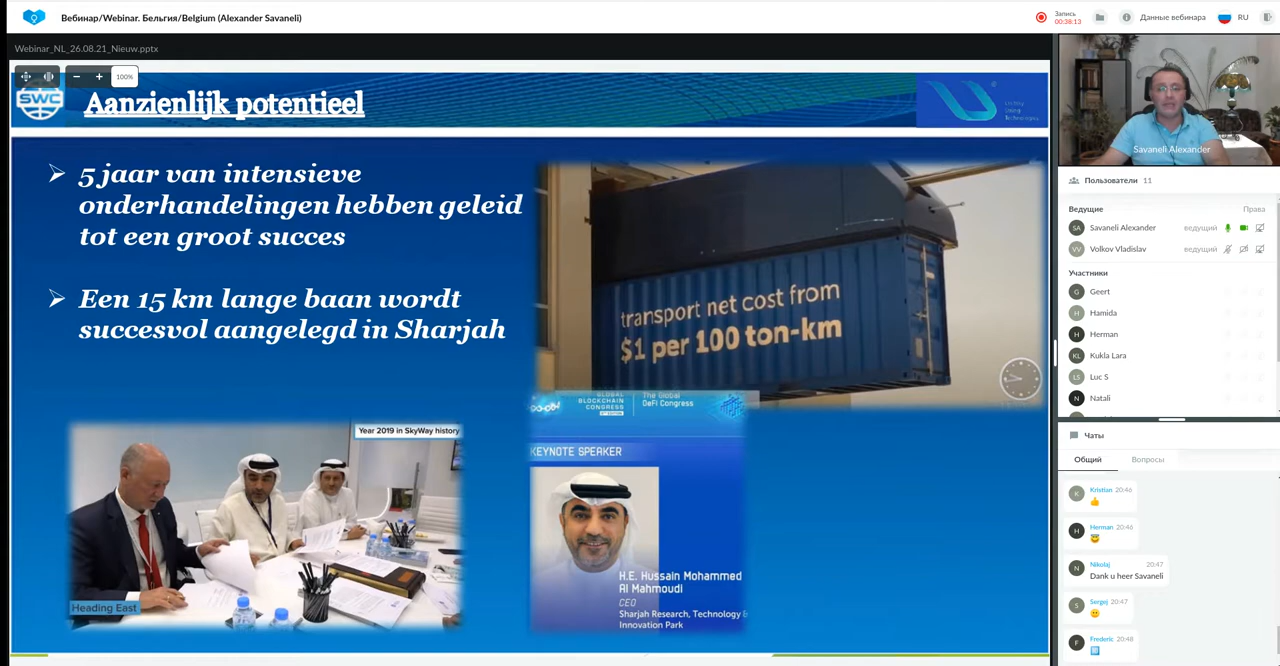 Вебинар/Webinar. Бельгия/Belgium (Alexander Savaneli)
Запись
00:38:13
Данные вебинара
RU
Webinar_NL_26.08.21_Nieuw.pptx
100%
SWC
Aanzienlijk potentieel
5 jaar van intensieve
onderhandelingen hebben geleid
tot een groot succes
Een 15 km lange baan wordt
succesvol aangelegd in Sharjah
transport net cost from
$1 per 100 ton-km
Year 2019 in SkyWay history
Heading East
GLOBAL
BLOCKCHAIN
CONGRESS
The Global
DeFi Congress
KEYNOTE SPEAKER
H.E. Hussain Mohammed
Al Mahmoudi
CEO
Sharjah Research, Technology &
Innovation Park
Savaneli Alexander
Пользователи 11
Ведущие Права
SA Savaneli Alexander ведущий
VV Volkov Vladislav ведущий
Участники
G Geert
H Hamida
H Herman
KL Kukla Lara
LS Luc S
N Natali
Чаты
Общий Вопросы
K Kristian 20:46
H Herman 20:46
N Nikolaj 20:47
Dank u heer Savaneli
S Sergej 20:47
F Frederic 20:48